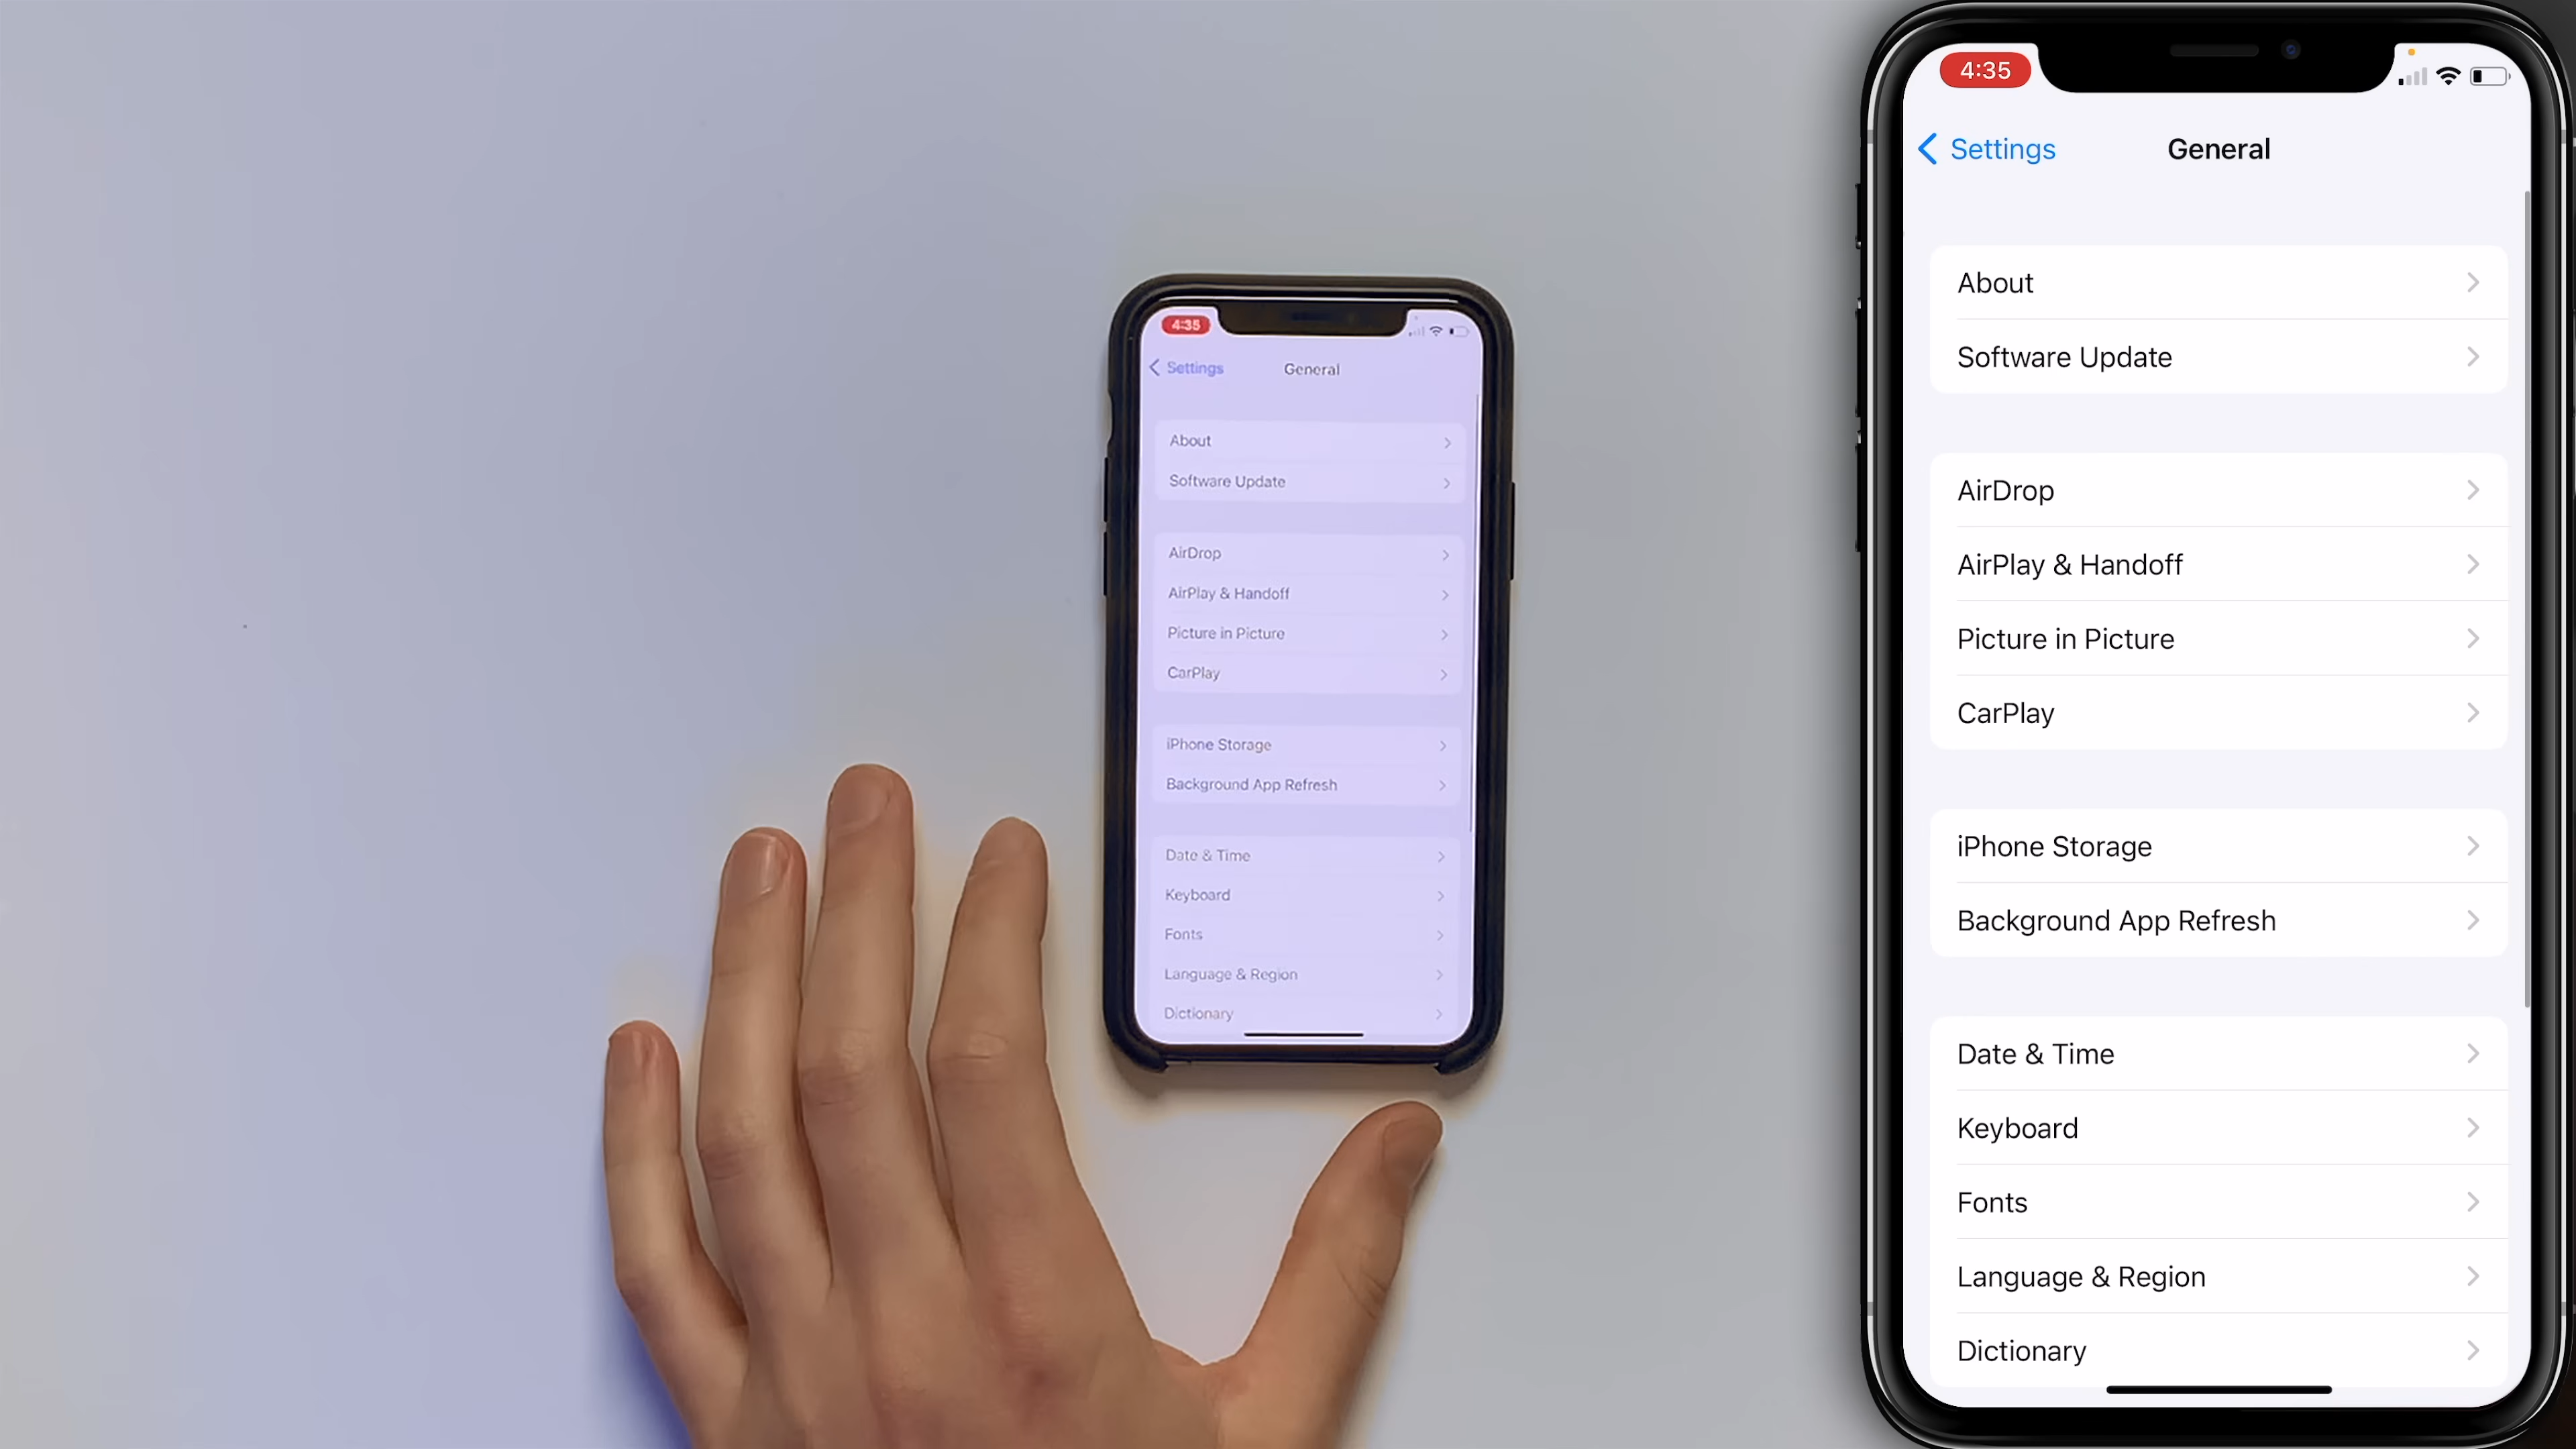 4:35
Settings
General
About
Software Update
AirDrop
AirPlay & Handoff
Picture in Picture
CarPlay
iPhone Storage
Background App Refresh
Date & Time
Keyboard
Fonts
Language & Region
Dictionary
4:35
Settings
General
About
Software Update
AirDrop
AirPlay & Handoff
Picture in Picture
CarPlay
iPhone Storage
Background App Refresh
Date & Time
Keyboard
Fonts
Language & Region
Dictionary